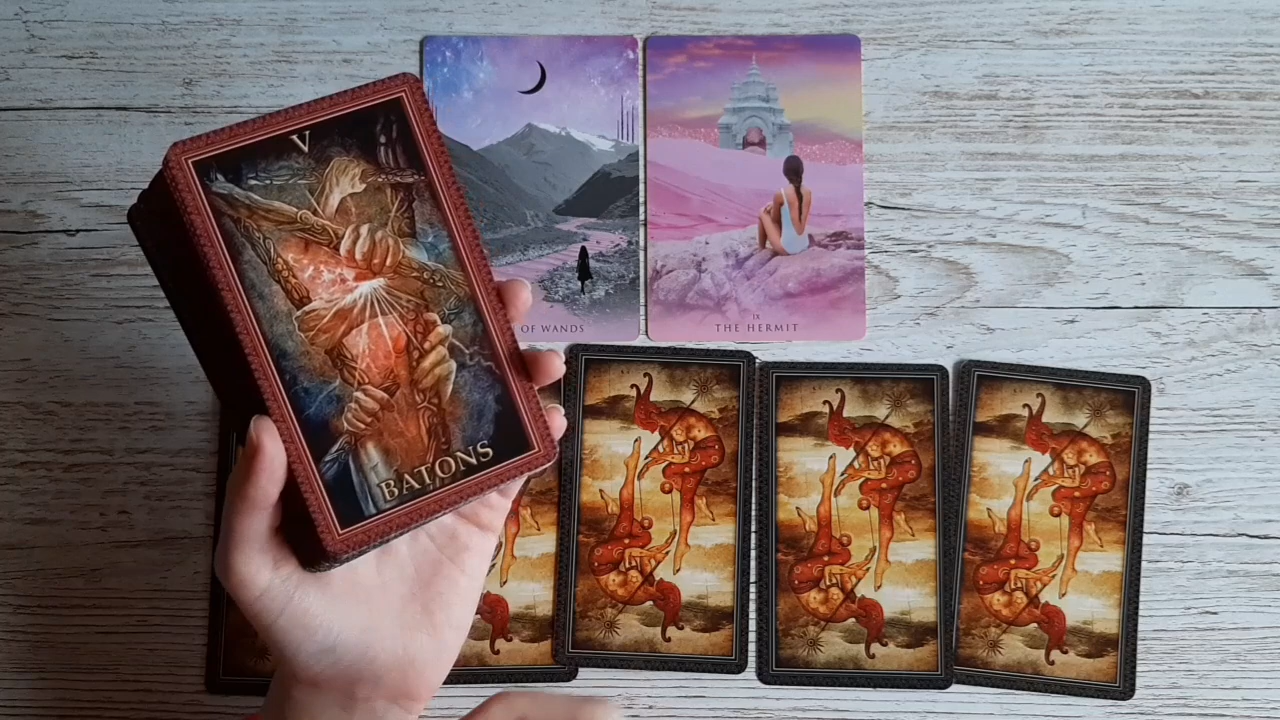 V
BATONS
OF WANDS
IX
THE HERMIT